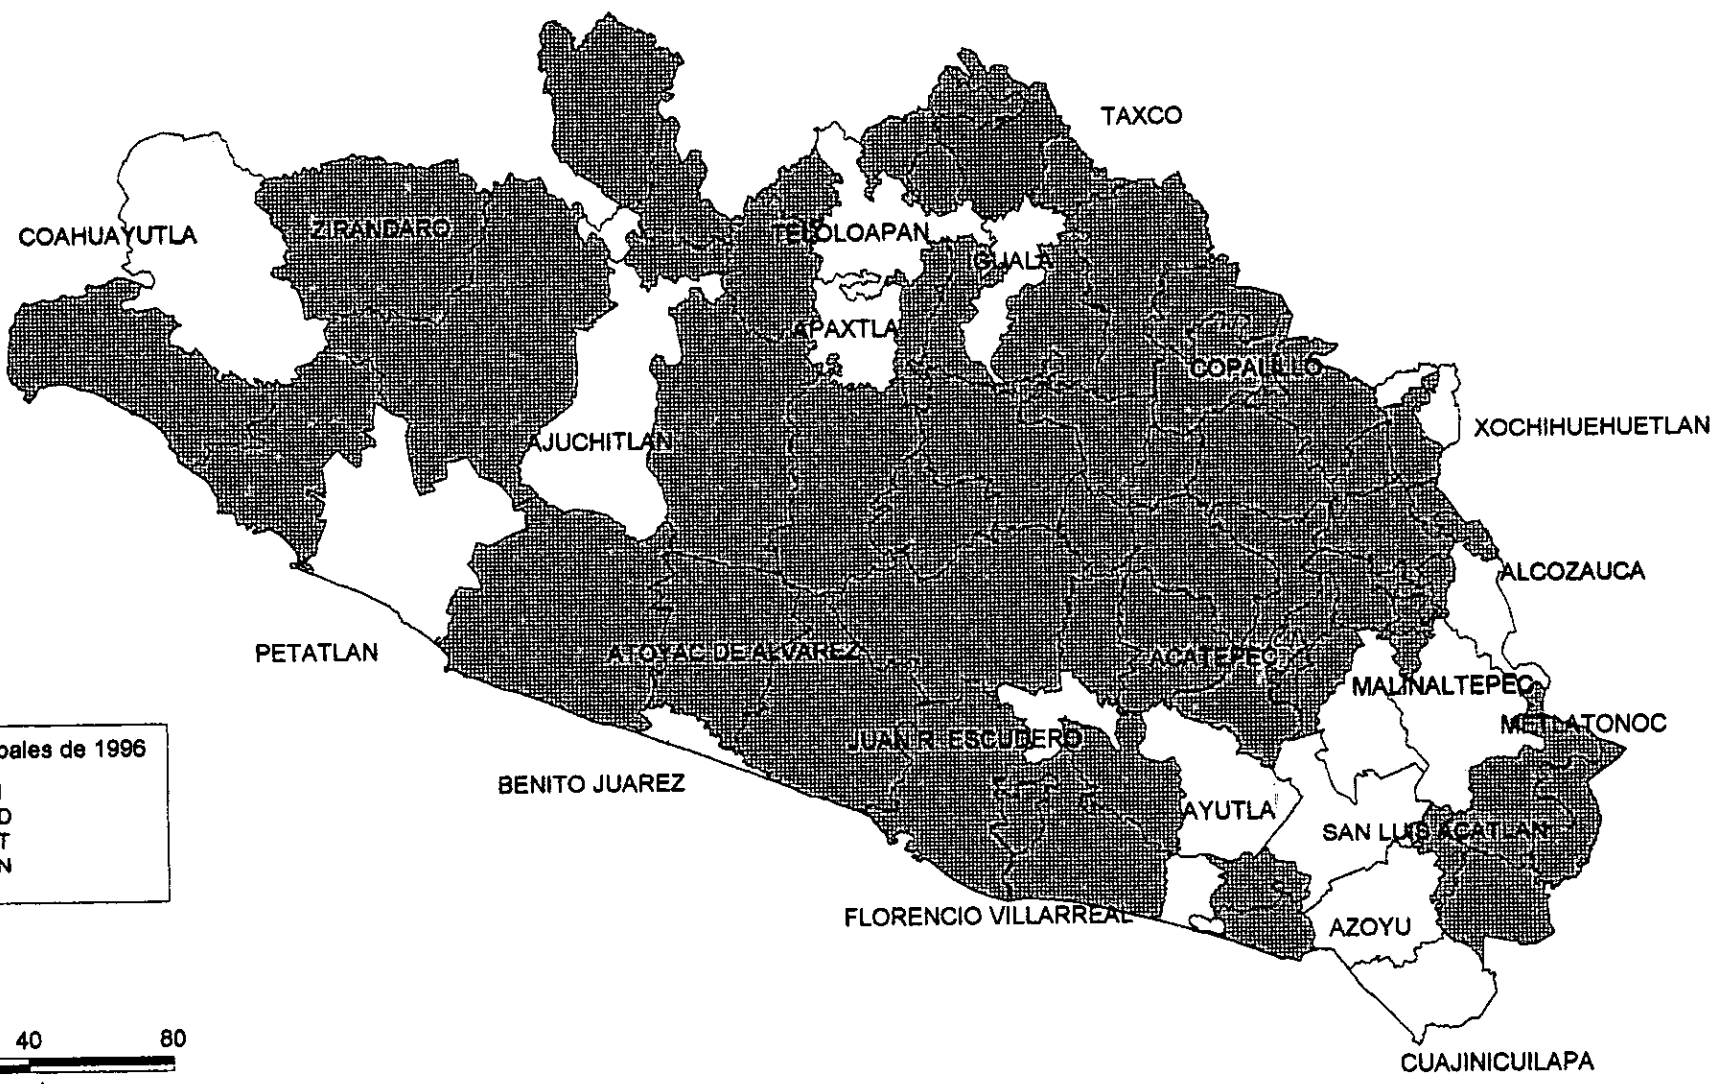 TAXCO
COAHUAYUTLA
ZIRANDARO
TELOLOAPAN
IGUALA
APAXTLA
COPALILLO
AJUCHITLAN
XOCHIHUEHUETLAN
ALCOZAUCA
PETATLAN
ATOYAC DE ALVAREZ
ACATEPEC
MALINALTEPEC
METLATONOC
JUAN R. ESCUDERO
BENITO JUAREZ
AYUTLA
SAN LUIS ACATLAN
FLORENCIO VILLARREAL
AZOYU
CUAJINICUILAPA
pales de 1996
D
T
N
40 80